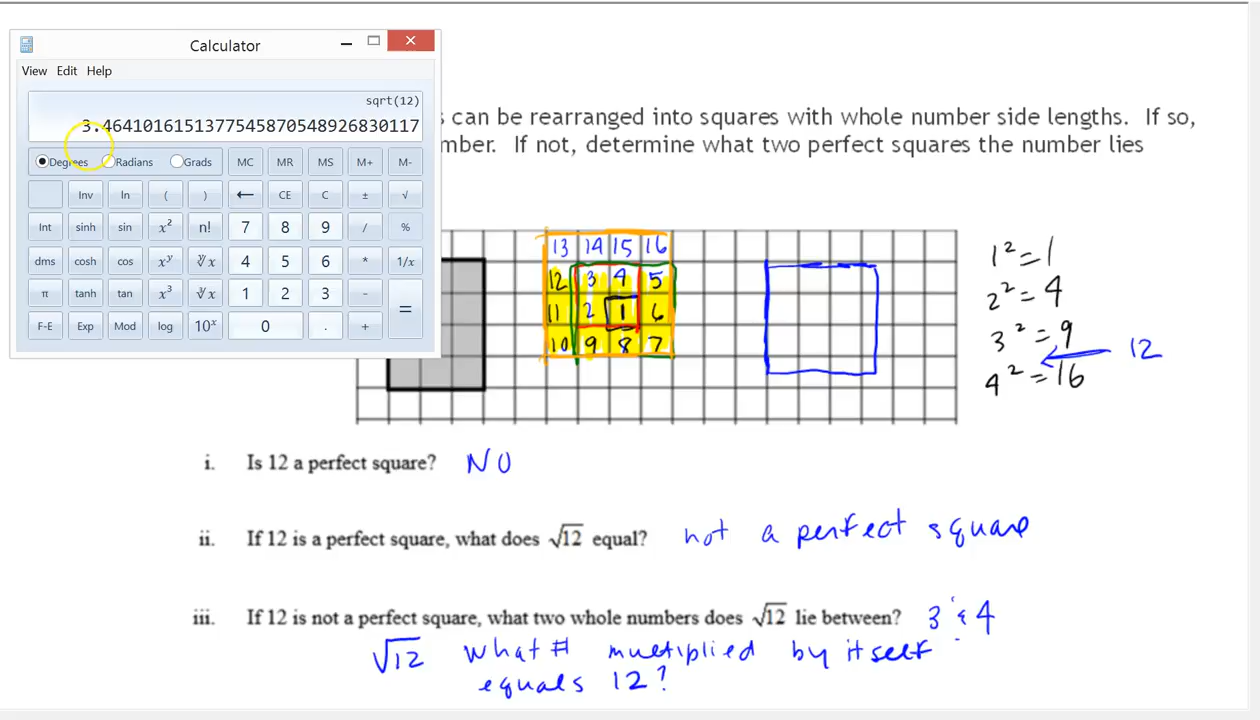 Calculator
View Edit Help
sqrt(12)
3.4641016151377545870548926830117
Degrees Radians Grads MC MR MS M+ M-
Inv ln ( ) ← CE C ± √
Int sinh sin x² n! 7 8 9 / %
dms cosh cos xʸ ʸ√x 4 5 6 * 1/x
π tanh tan x³ ³√x 1 2 3 - =
F-E Exp Mod log 10ˣ 0 . +
s can be rearranged into squares with whole number side lengths. If so,
mber. If not, determine what two perfect squares the number lies
13 14 15 16
12 3 4 5
11 2 1 6
10 9 8 7
1² = 1
2² = 4
3² = 9
12
4² = 16
i. Is 12 a perfect square? NO
ii. If 12 is a perfect square, what does √12 equal? not a perfect square
iii. If 12 is not a perfect square, what two whole numbers does √12 lie between? 3 & 4
√12 what # multiplied by itself
equals 12?